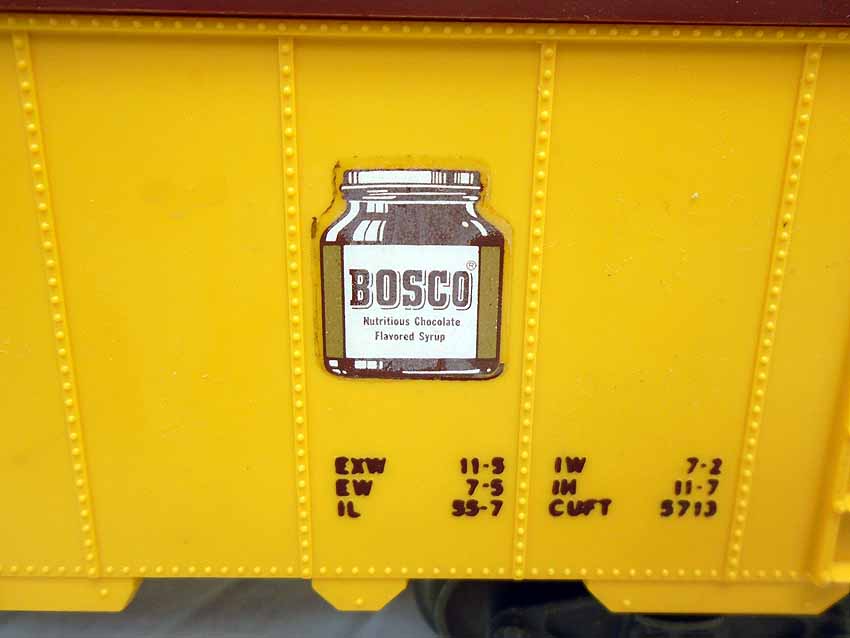 BOSCO®
Nutritious Chocolate
Flavored Syrup
EXW 11-5 IW 7-2
EW 7-5 IH 11-7
IL 55-7 CUFT 5713